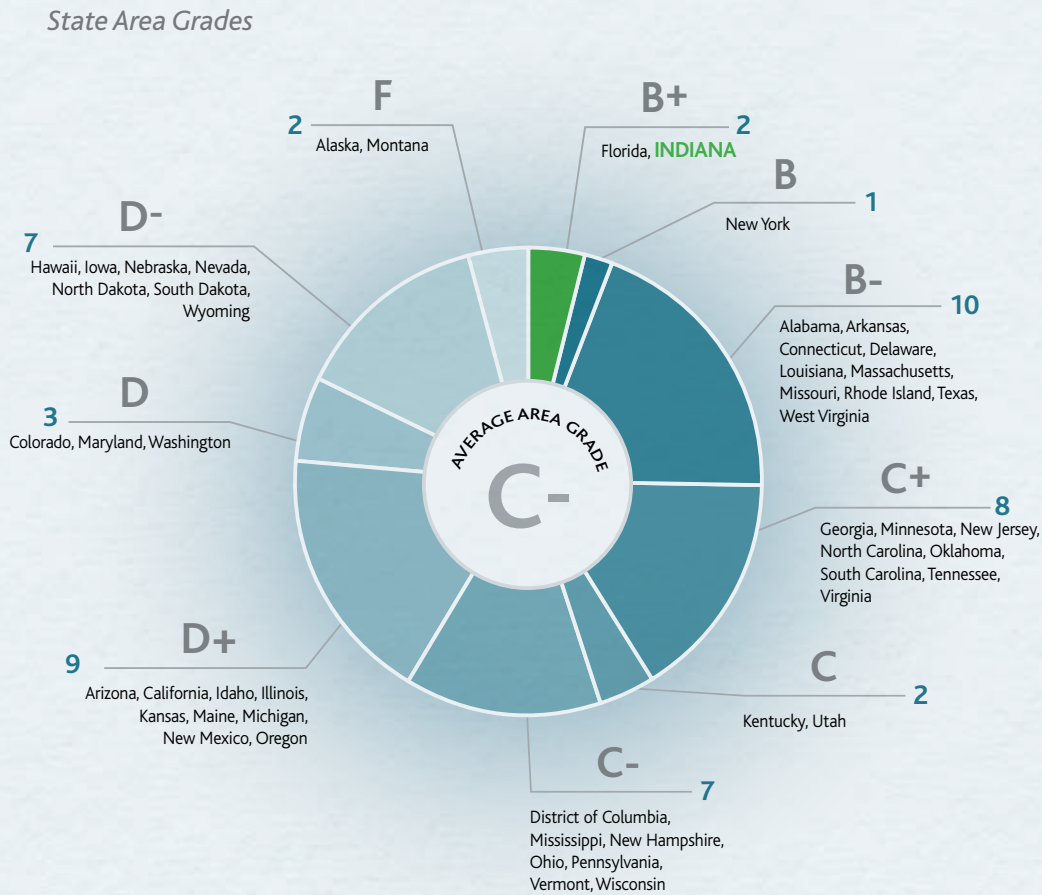 State Area Grades
F
2
Alaska, Montana
B+
2
Florida, INDIANA
B
1
New York
B-
10
Alabama, Arkansas,
Connecticut, Delaware,
Louisiana, Massachusetts,
Missouri, Rhode Island, Texas,
West Virginia
C+
8
Georgia, Minnesota, New Jersey,
North Carolina, Oklahoma,
South Carolina, Tennessee,
Virginia
C
2
Kentucky, Utah
C-
7
District of Columbia,
Mississippi, New Hampshire,
Ohio, Pennsylvania,
Vermont, Wisconsin
D+
9
Arizona, California, Idaho, Illinois,
Kansas, Maine, Michigan,
New Mexico, Oregon
D
3
Colorado, Maryland, Washington
D-
7
Hawaii, Iowa, Nebraska, Nevada,
North Dakota, South Dakota,
Wyoming
AVERAGE AREA GRADE
C-